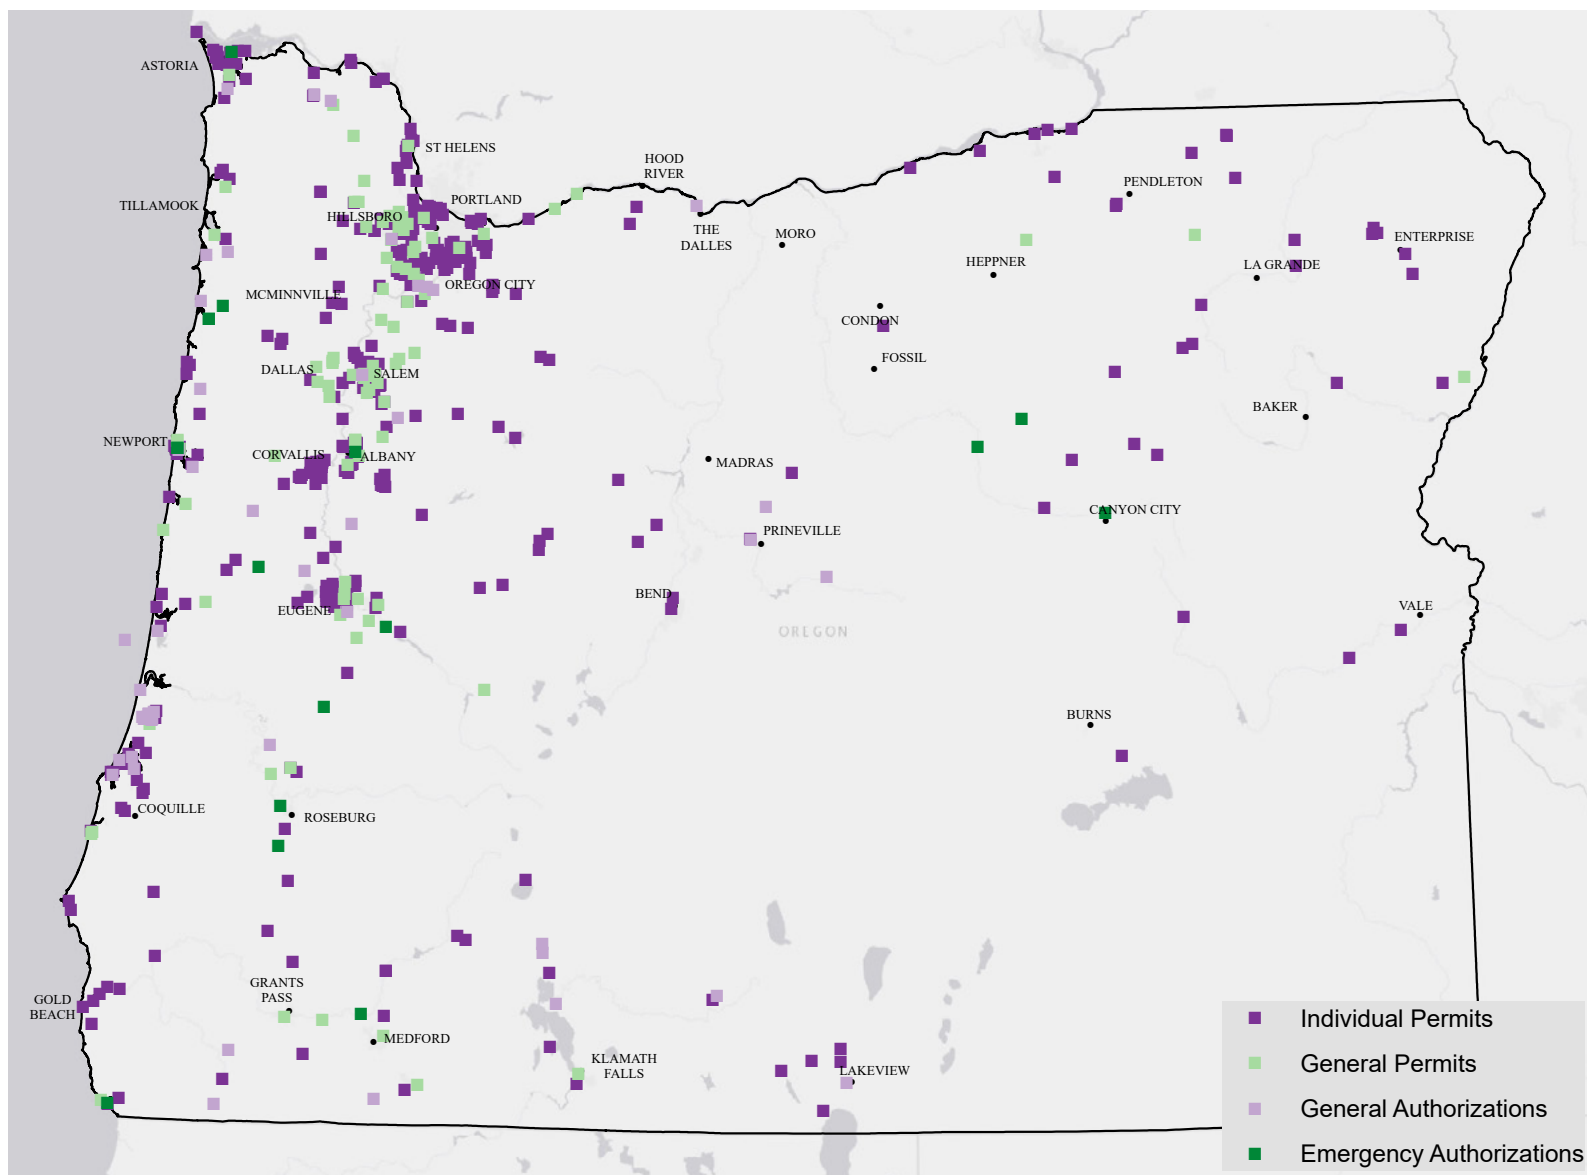 ASTORIA
ST HELENS
HOOD
RIVER
PENDLETON
TILLAMOOK
PORTLAND
HILLSBORO
THE
DALLES
MORO
ENTERPRISE
HEPPNER
LA GRANDE
OREGON CITY
MCMINNVILLE
CONDON
FOSSIL
DALLAS
SALEM
BAKER
NEWPORT
CORVALLIS
ALBANY
MADRAS
CANYON CITY
PRINEVILLE
BEND
EUGENE
VALE
OREGON
BURNS
COQUILLE
ROSEBURG
GRANTS
PASS
GOLD
BEACH
MEDFORD
KLAMATH
FALLS
LAKEVIEW
Individual Permits
General Permits
General Authorizations
Emergency Authorizations